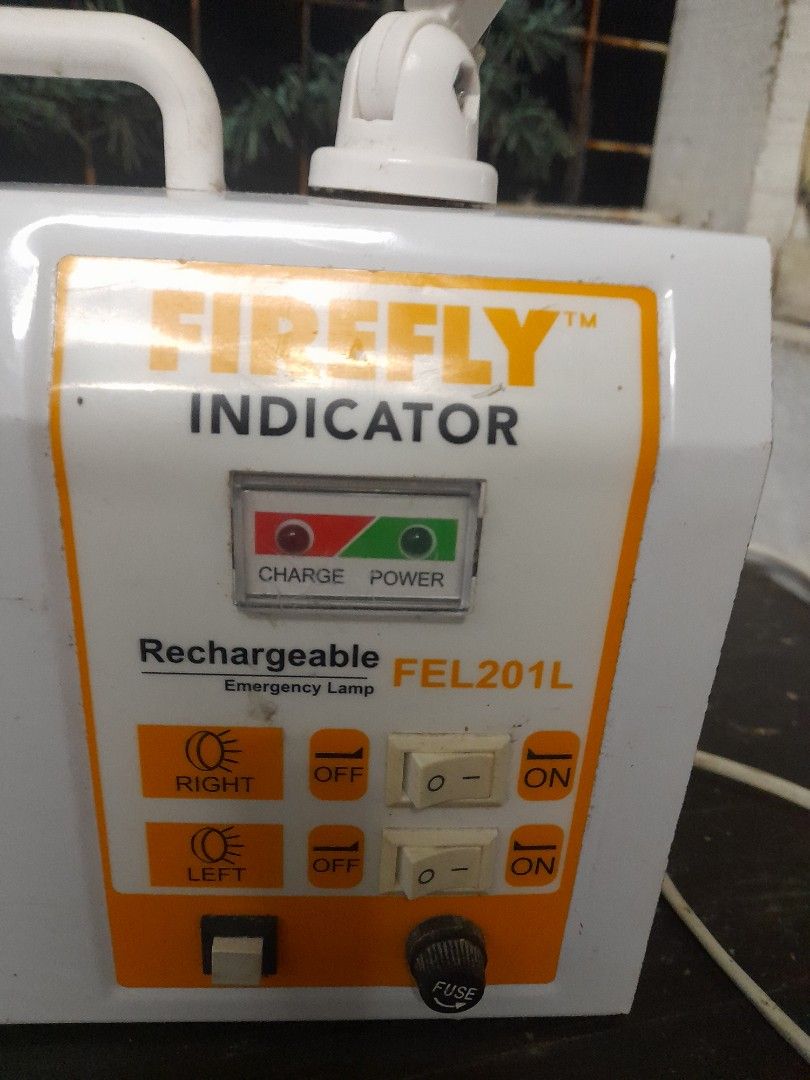 FIREFLY™
INDICATOR
CHARGE POWER
Rechargeable
Emergency Lamp
FEL201L
RIGHT OFF O – ON
LEFT OFF O – ON
FUSE